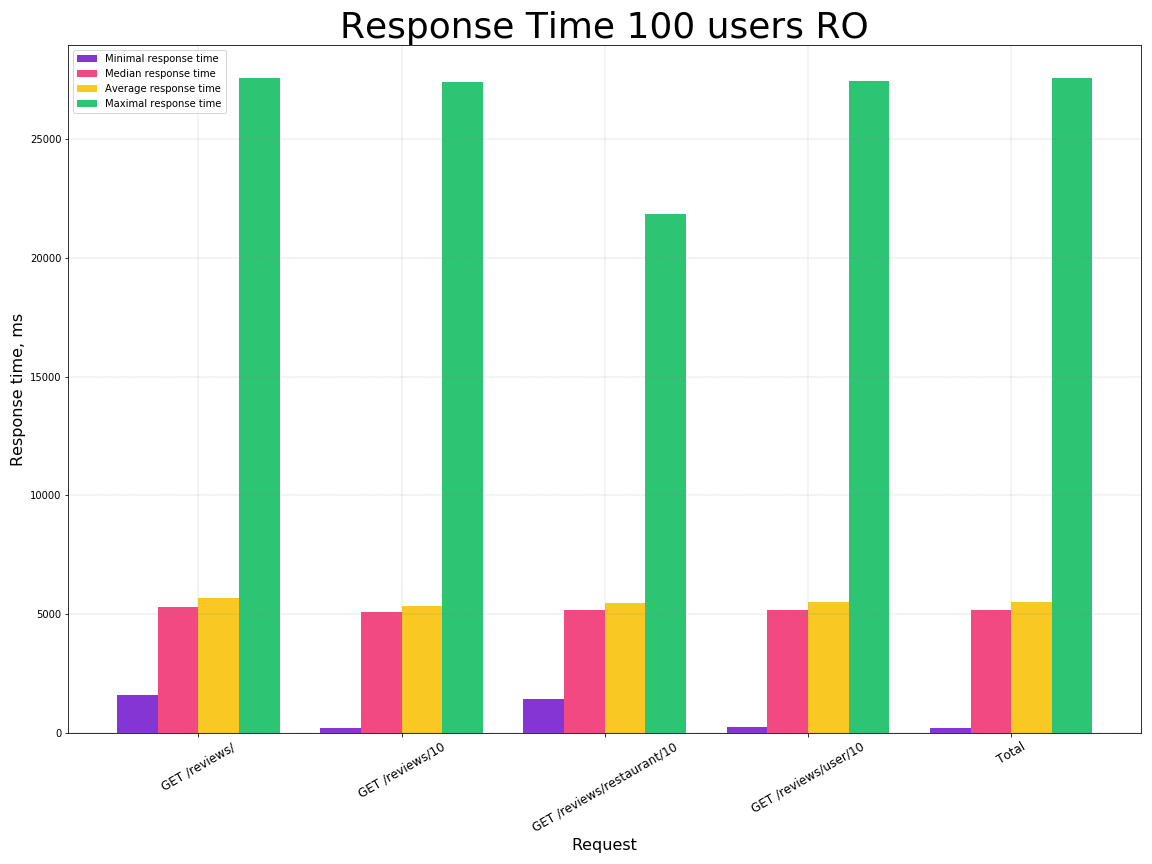 Response Time 100 users RO
Minimal response time
Median response time
Average response time
Maximal response time
Response time, ms
25000
20000
15000
10000
5000
0
GET /reviews/
GET /reviews/10
GET /reviews/restaurant/10
GET /reviews/user/10
Total
Request